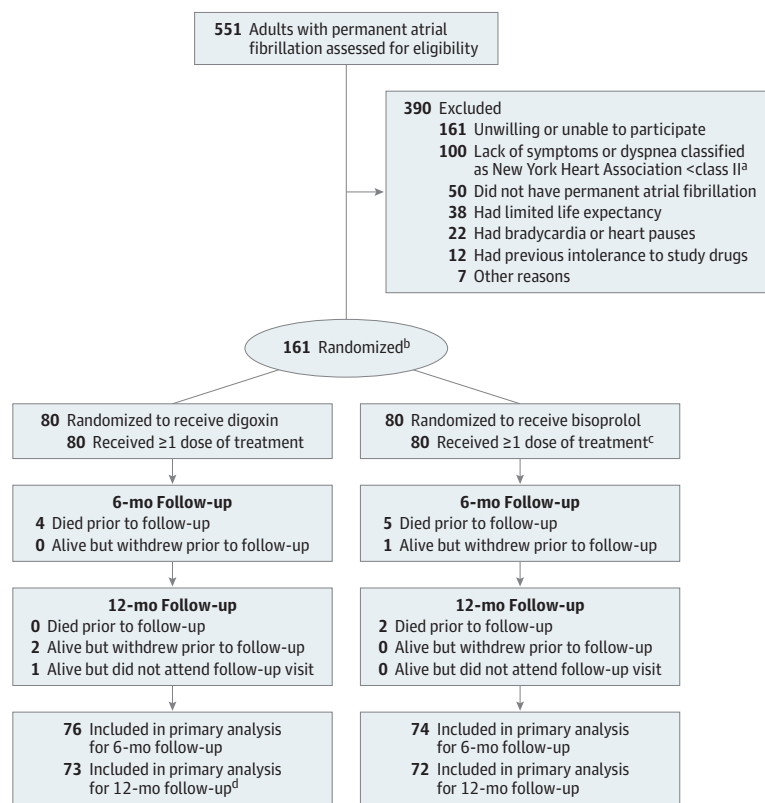 551 Adults with permanent atrial
fibrillation assessed for eligibility
390 Excluded
161 Unwilling or unable to participate
100 Lack of symptoms or dyspnea classified
as New York Heart Association <class IIa
50 Did not have permanent atrial fibrillation
38 Had limited life expectancy
22 Had bradycardia or heart pauses
12 Had previous intolerance to study drugs
7 Other reasons
161 Randomizedb
80 Randomized to receive digoxin
80 Received ≥1 dose of treatment
80 Randomized to receive bisoprolol
80 Received ≥1 dose of treatmentc
6-mo Follow-up
4 Died prior to follow-up
0 Alive but withdrew prior to follow-up
6-mo Follow-up
5 Died prior to follow-up
1 Alive but withdrew prior to follow-up
12-mo Follow-up
0 Died prior to follow-up
2 Alive but withdrew prior to follow-up
1 Alive but did not attend follow-up visit
12-mo Follow-up
2 Died prior to follow-up
0 Alive but withdrew prior to follow-up
0 Alive but did not attend follow-up visit
76 Included in primary analysis
for 6-mo follow-up
73 Included in primary analysis
for 12-mo follow-upd
74 Included in primary analysis
for 6-mo follow-up
72 Included in primary analysis
for 12-mo follow-up